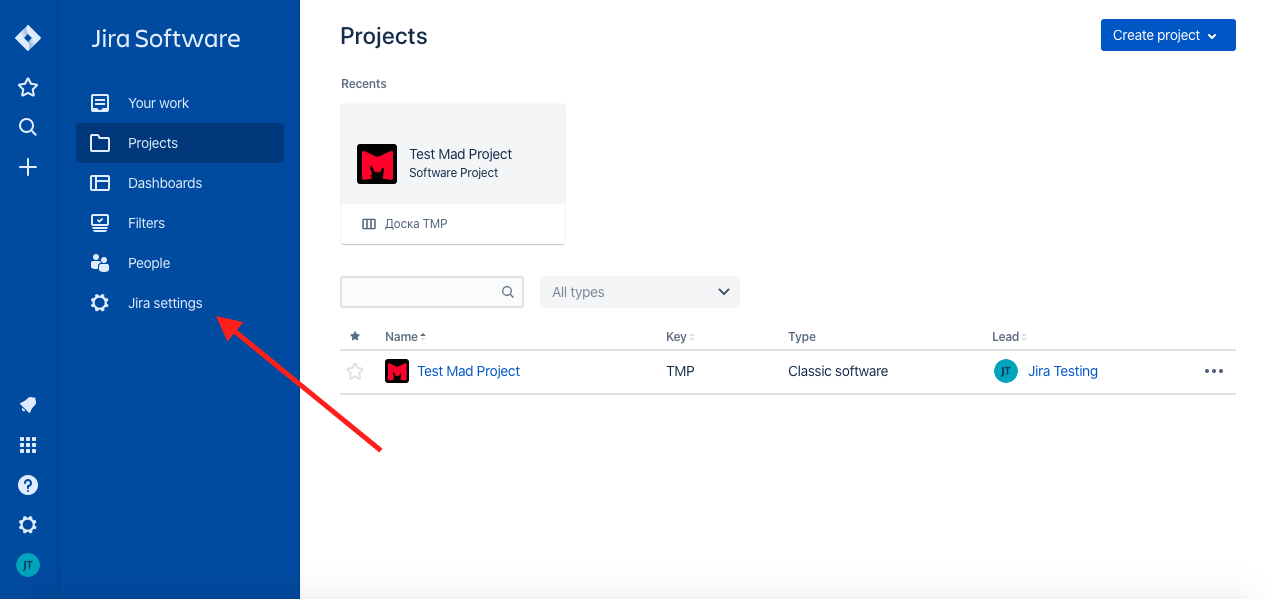 Jira Software
Your work
Projects
Dashboards
Filters
People
Jira settings
JT
Projects
Create project
Recents
Test Mad Project
Software Project
Доска TMP
All types
Name
Key
Type
Lead
Test Mad Project
TMP
Classic software
JT
Jira Testing